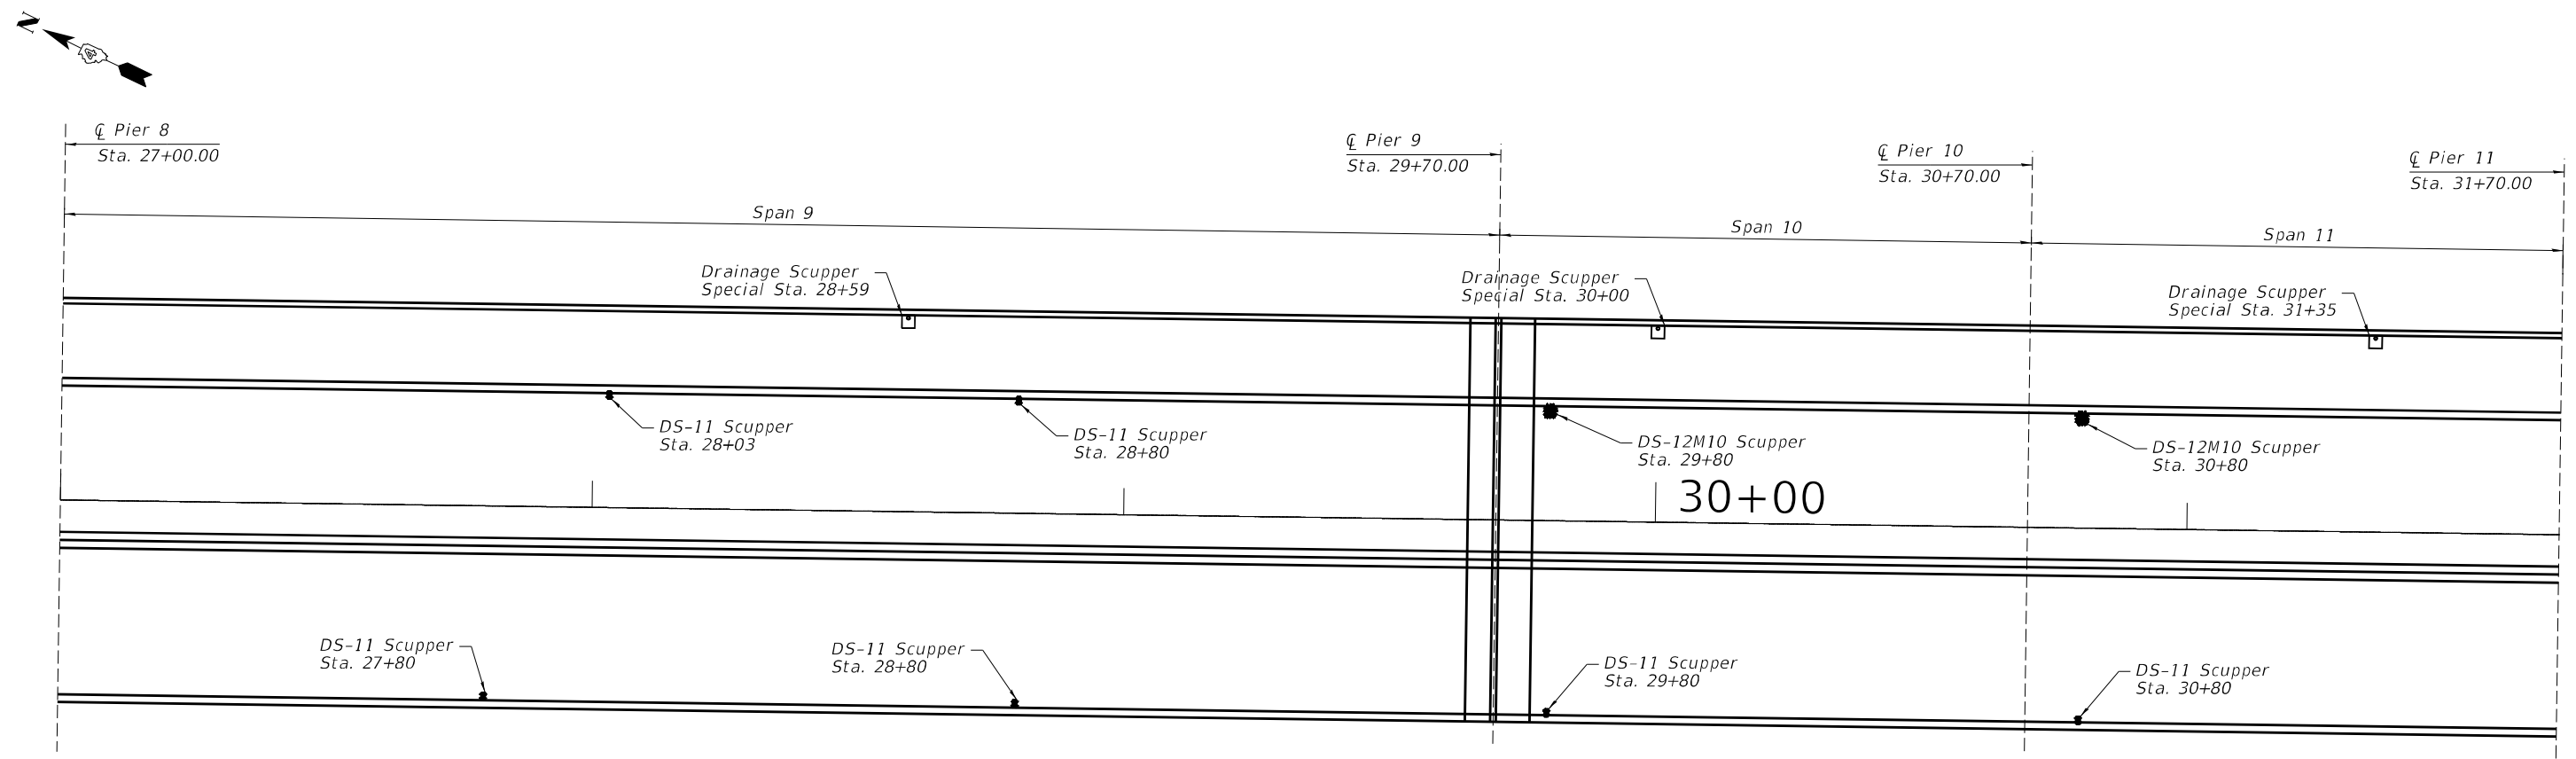 N
4
℄ Pier 8
Sta. 27+00.00
℄ Pier 9
Sta. 29+70.00
℄ Pier 10
Sta. 30+70.00
℄ Pier 11
Sta. 31+70.00
Span 9
Span 10
Span 11
Drainage Scupper
Special Sta. 28+59
Drainage Scupper
Special Sta. 30+00
Drainage Scupper
Special Sta. 31+35
DS-11 Scupper
Sta. 28+03
DS-11 Scupper
Sta. 28+80
DS-12M10 Scupper
Sta. 29+80
DS-12M10 Scupper
Sta. 30+80
30+00
DS-11 Scupper
Sta. 27+80
DS-11 Scupper
Sta. 28+80
DS-11 Scupper
Sta. 29+80
DS-11 Scupper
Sta. 30+80